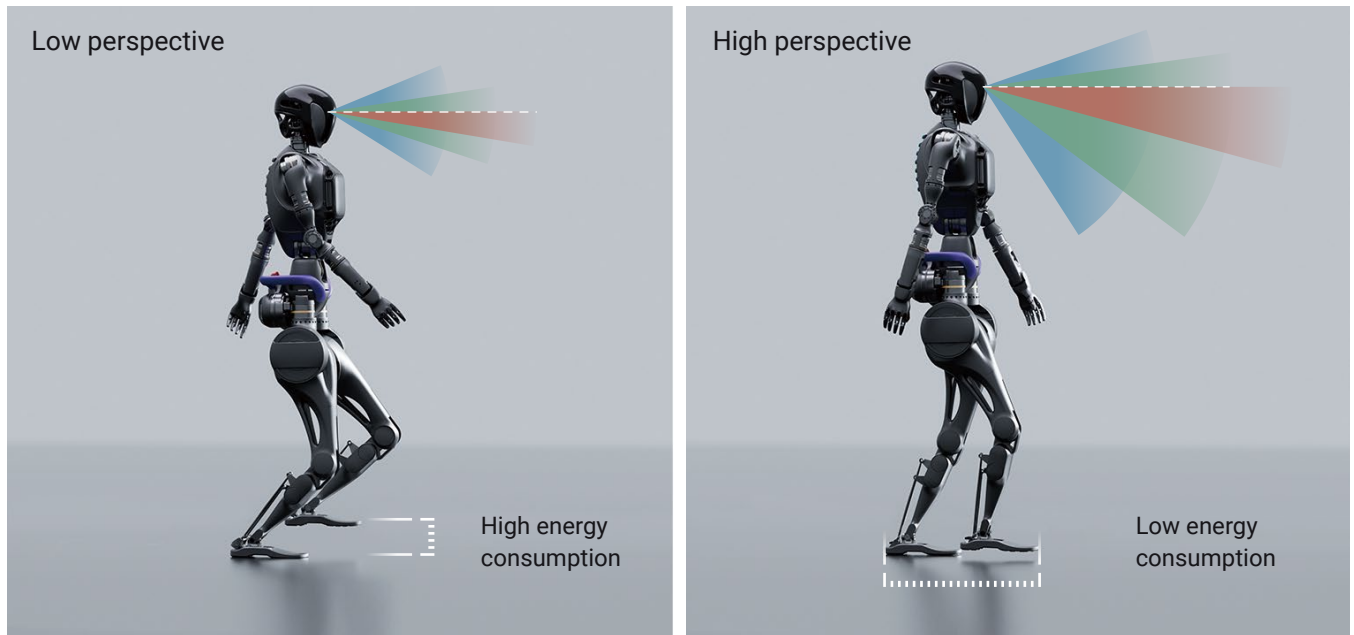 Low perspective
High energy
consumption
High perspective
Low energy
consumption